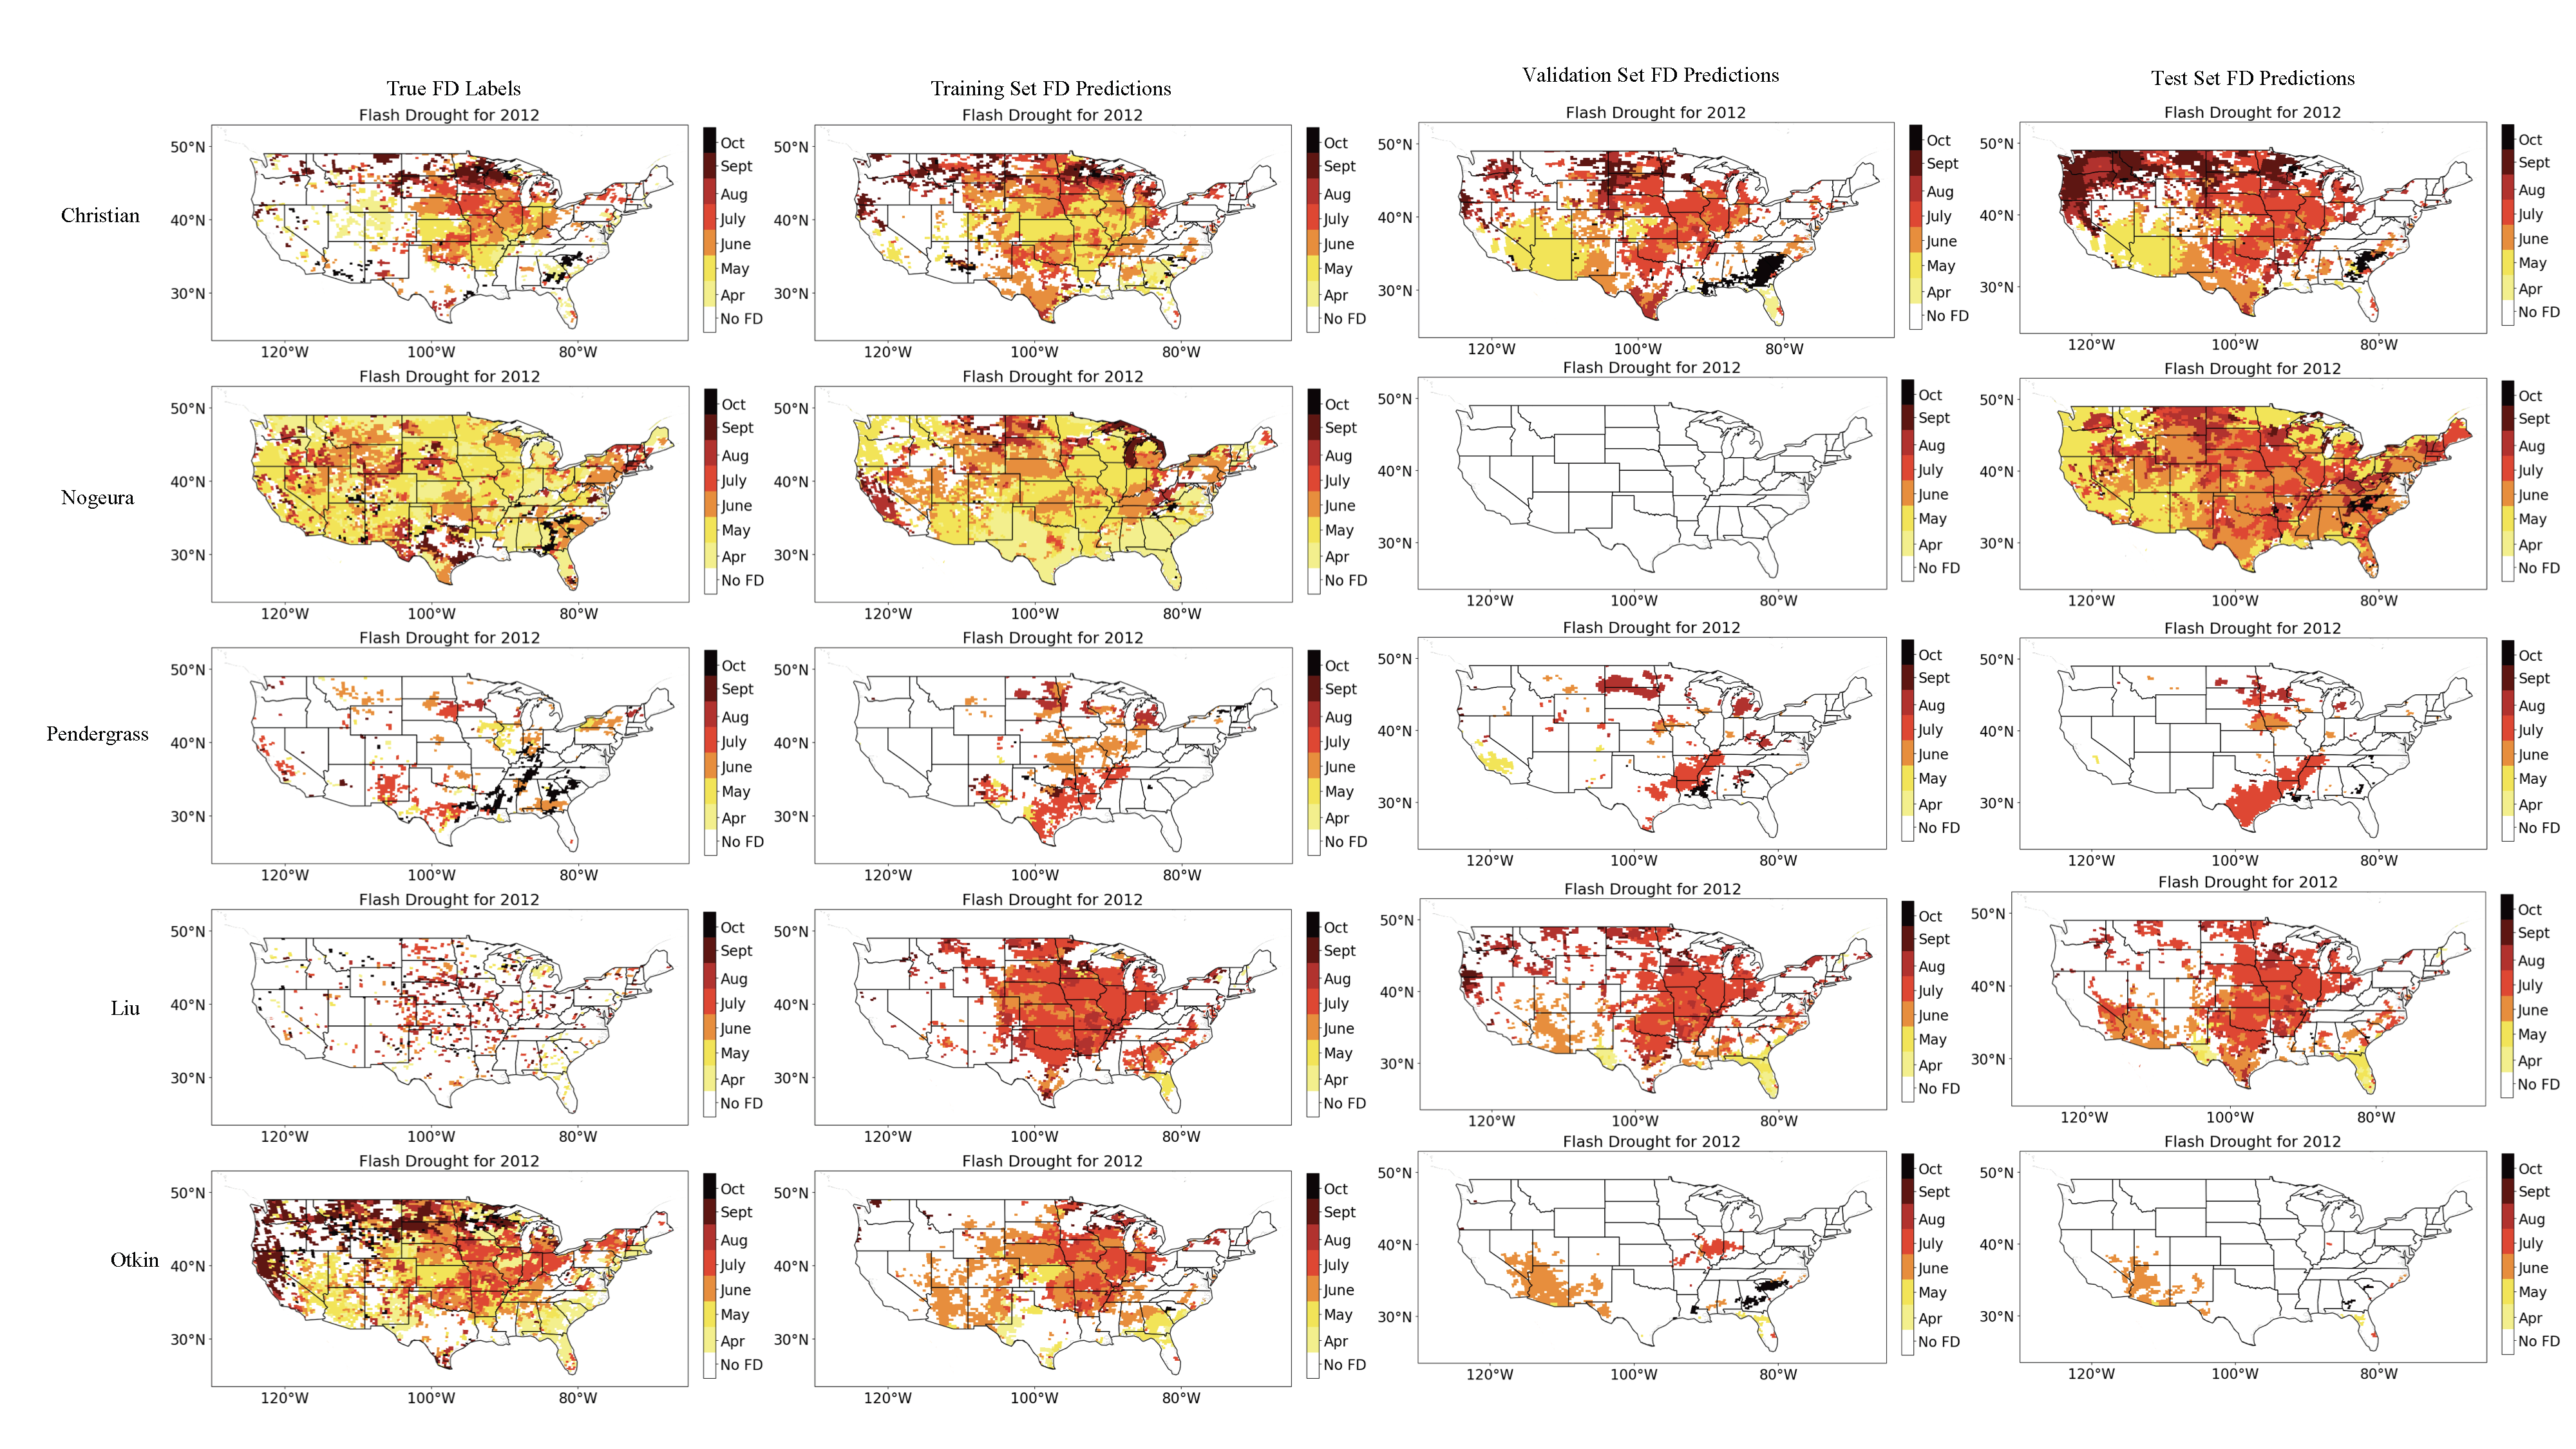 True FD Labels
Training Set FD Predictions
Validation Set FD Predictions
Test Set FD Predictions
Christian
Flash Drought for 2012
50°N
40°N
30°N
120°W 100°W 80°W
Oct
Sept
Aug
July
June
May
Apr
No FD
Flash Drought for 2012
50°N
40°N
30°N
120°W 100°W 80°W
Oct
Sept
Aug
July
June
May
Apr
No FD
Flash Drought for 2012
50°N
40°N
30°N
120°W 100°W 80°W
Oct
Sept
Aug
July
June
May
Apr
No FD
Flash Drought for 2012
50°N
40°N
30°N
120°W 100°W 80°W
Oct
Sept
Aug
July
June
May
Apr
No FD
Nogeura
Flash Drought for 2012
50°N
40°N
30°N
120°W 100°W 80°W
Oct
Sept
Aug
July
June
May
Apr
No FD
Flash Drought for 2012
50°N
40°N
30°N
120°W 100°W 80°W
Oct
Sept
Aug
July
June
May
Apr
No FD
Flash Drought for 2012
50°N
40°N
30°N
120°W 100°W 80°W
Oct
Sept
Aug
July
June
May
Apr
No FD
Flash Drought for 2012
50°N
40°N
30°N
120°W 100°W 80°W
Oct
Sept
Aug
July
June
May
Apr
No FD
Pendergrass
Flash Drought for 2012
50°N
40°N
30°N
120°W 100°W 80°W
Oct
Sept
Aug
July
June
May
Apr
No FD
Flash Drought for 2012
50°N
40°N
30°N
120°W 100°W 80°W
Oct
Sept
Aug
July
June
May
Apr
No FD
Flash Drought for 2012
50°N
40°N
30°N
120°W 100°W 80°W
Oct
Sept
Aug
July
June
May
Apr
No FD
Flash Drought for 2012
50°N
40°N
30°N
120°W 100°W 80°W
Oct
Sept
Aug
July
June
May
Apr
No FD
Liu
Flash Drought for 2012
50°N
40°N
30°N
120°W 100°W 80°W
Oct
Sept
Aug
July
June
May
Apr
No FD
Flash Drought for 2012
50°N
40°N
30°N
120°W 100°W 80°W
Oct
Sept
Aug
July
June
May
Apr
No FD
Flash Drought for 2012
50°N
40°N
30°N
120°W 100°W 80°W
Oct
Sept
Aug
July
June
May
Apr
No FD
Flash Drought for 2012
50°N
40°N
30°N
120°W 100°W 80°W
Oct
Sept
Aug
July
June
May
Apr
No FD
Otkin
Flash Drought for 2012
50°N
40°N
30°N
120°W 100°W 80°W
Oct
Sept
Aug
July
June
May
Apr
No FD
Flash Drought for 2012
50°N
40°N
30°N
120°W 100°W 80°W
Oct
Sept
Aug
July
June
May
Apr
No FD
Flash Drought for 2012
50°N
40°N
30°N
120°W 100°W 80°W
Oct
Sept
Aug
July
June
May
Apr
No FD
Flash Drought for 2012
50°N
40°N
30°N
120°W 100°W 80°W
Oct
Sept
Aug
July
June
May
Apr
No FD